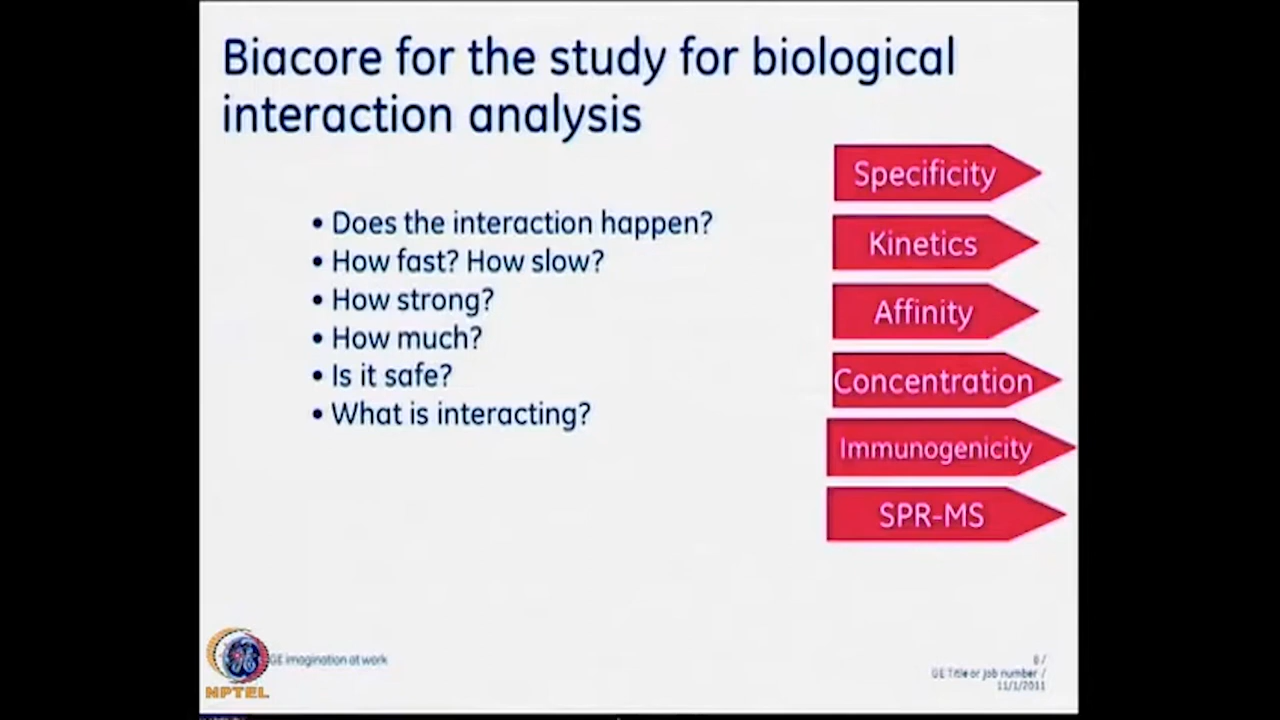 Biacore for the study for biological
interaction analysis
• Does the interaction happen?
• How fast? How slow?
• How strong?
• How much?
• Is it safe?
• What is interacting?
Specificity
Kinetics
Affinity
Concentration
Immunogenicity
SPR-MS
GE imagination at work
NPTEL
GE Title or job number /
11/1/2011